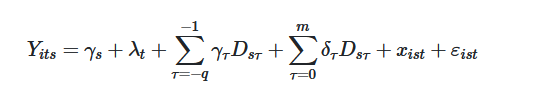 $Y_{its} = \gamma_s + \lambda_t + \sum_{\tau=-q}^{-1} \gamma_\tau D_{s\tau} + \sum_{\tau=0}^{m} \delta_\tau D_{s\tau} + x_{ist} + \varepsilon_{ist}$